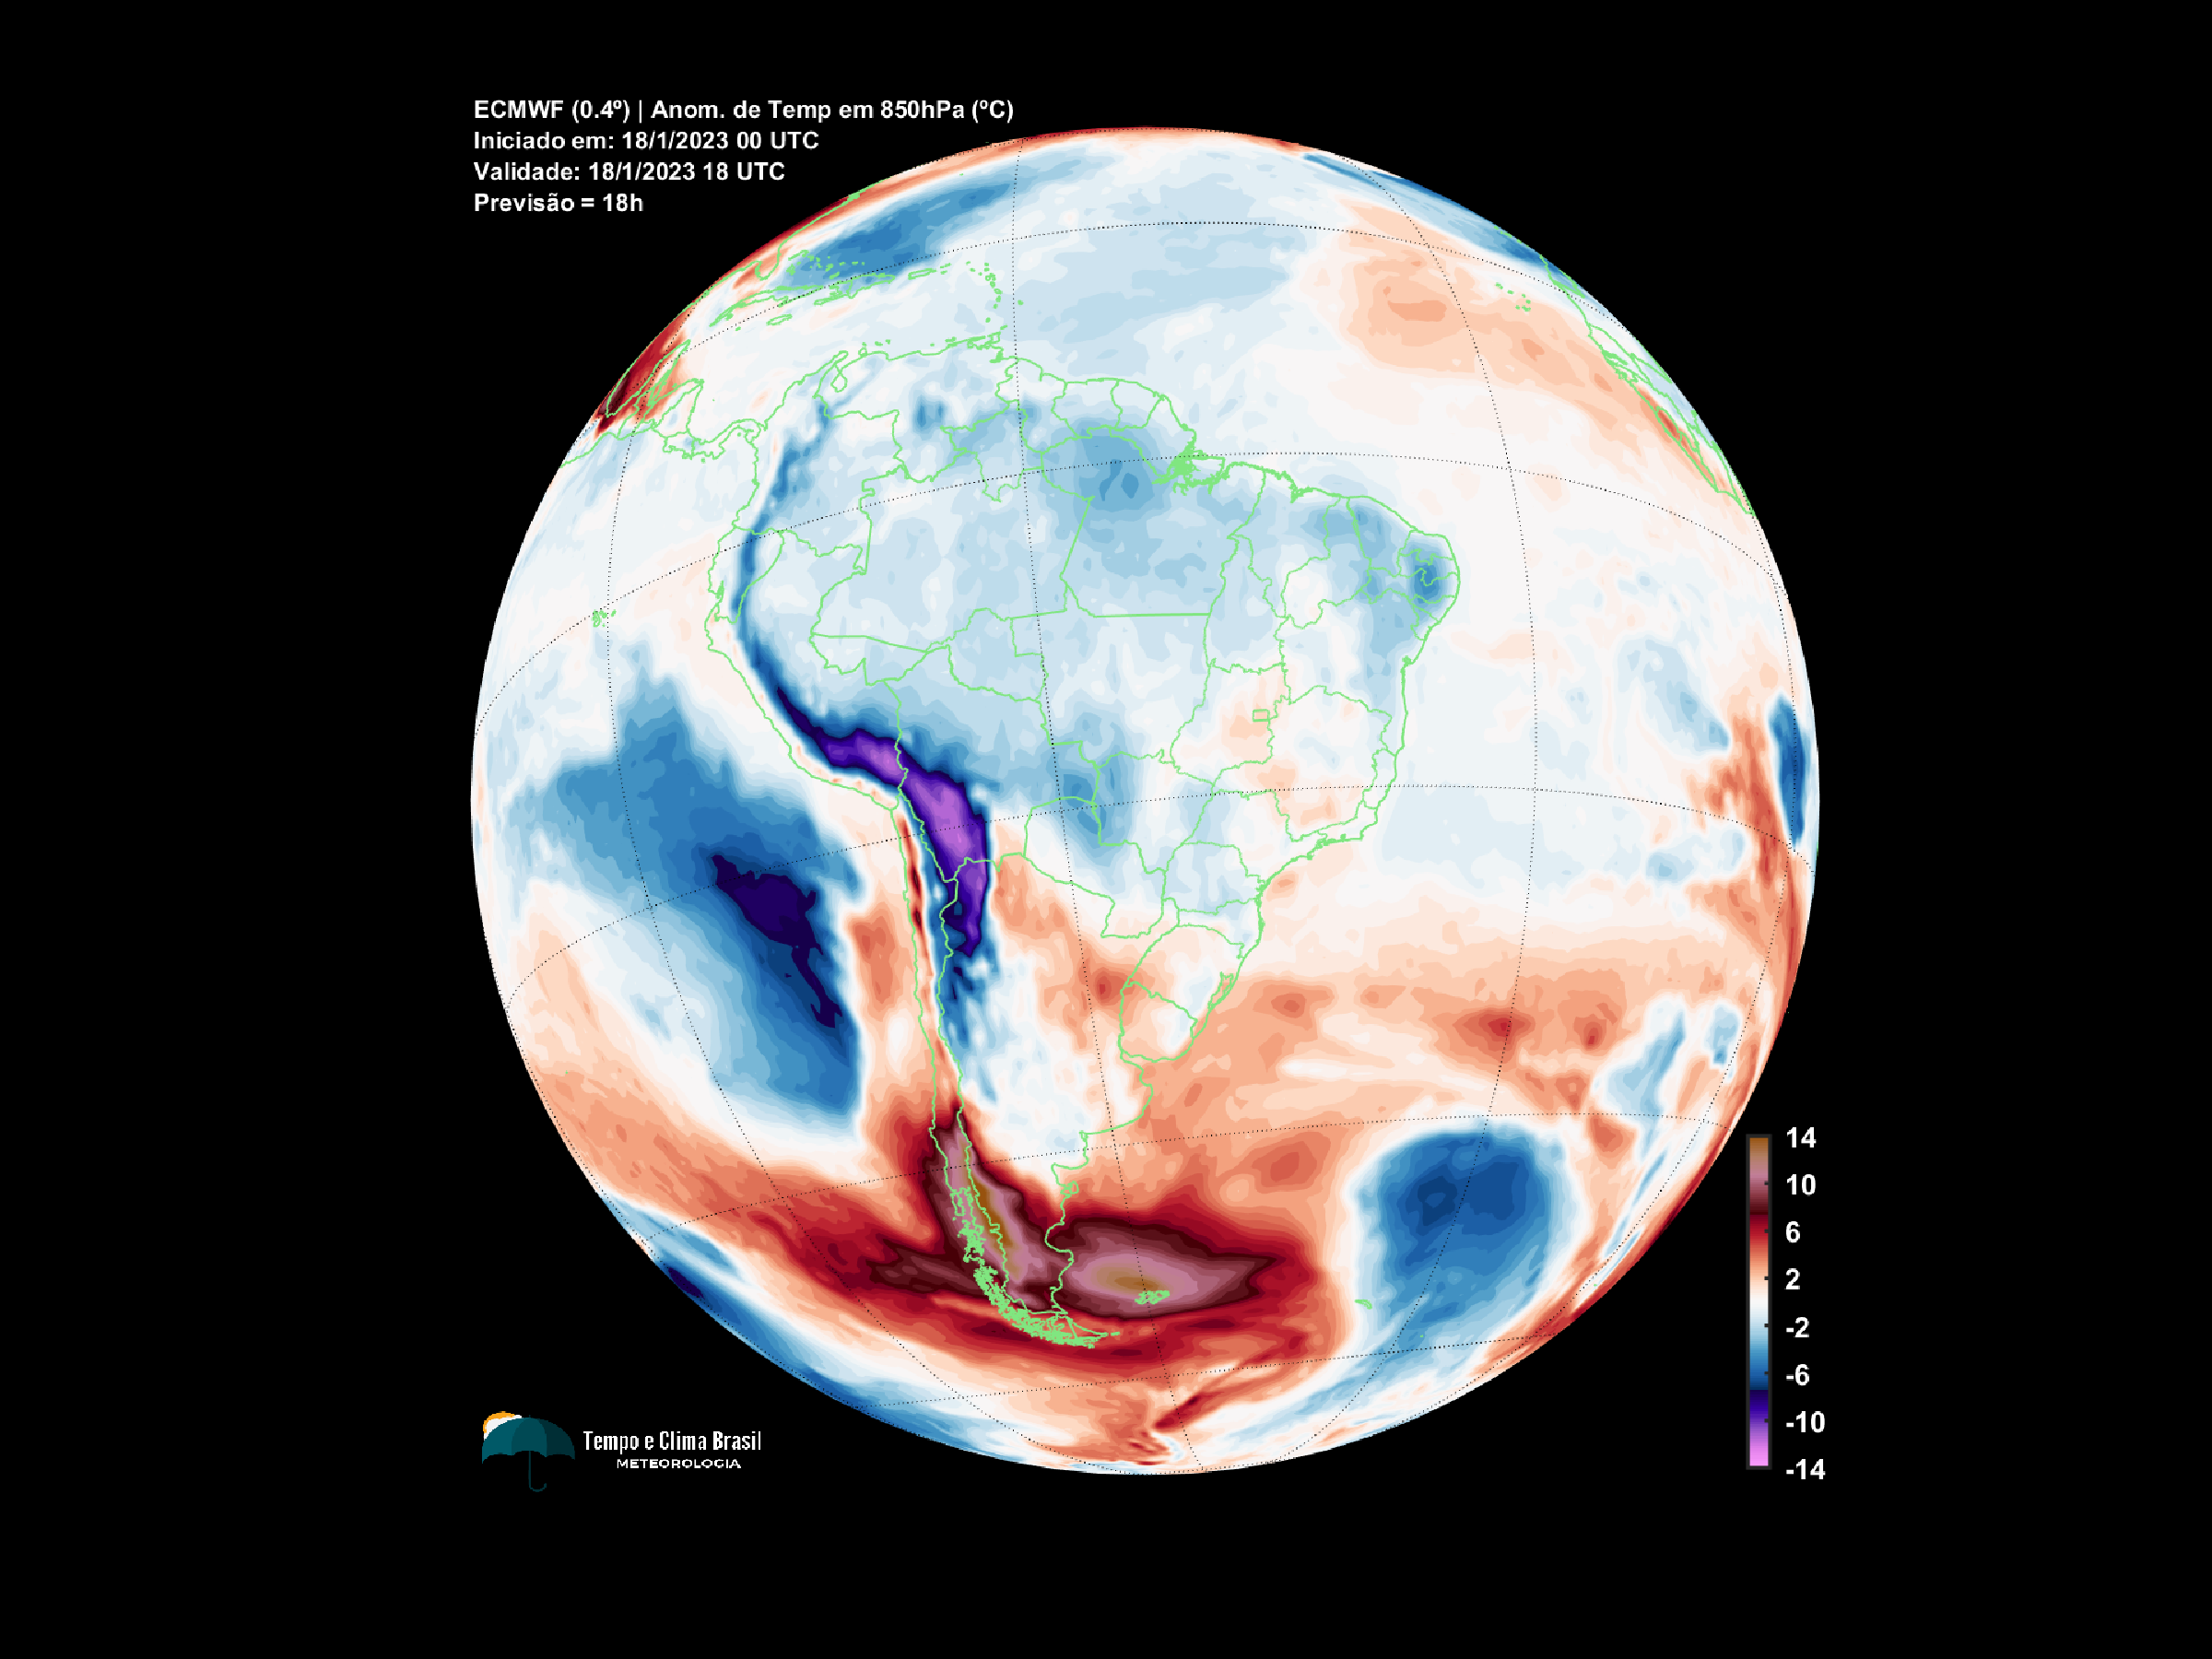 ECMWF (0.4º) | Anom. de Temp em 850hPa (ºC)
Iniciado em: 18/1/2023 00 UTC
Validade: 18/1/2023 18 UTC
Previsão = 18h
14
10
6
2
-2
-6
-10
-14
Tempo e Clima Brasil
METEOROLOGIA